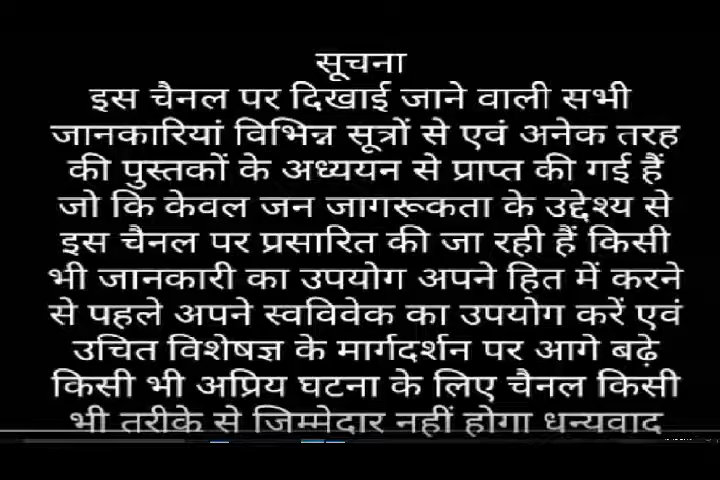 सूचना
इस चैनल पर दिखाई जाने वाली सभी
जानकारियां विभिन्न सूत्रों से एवं अनेक तरह
की पुस्तकों के अध्ययन से प्राप्त की गई हैं
जो कि केवल जन जागरूकता के उद्देश्य से
इस चैनल पर प्रसारित की जा रही हैं किसी
भी जानकारी का उपयोग अपने हित में करने
से पहले अपने स्वविवेक का उपयोग करें एवं
उचित विशेषज्ञ के मार्गदर्शन पर आगे बढ़े
किसी भी अप्रिय घटना के लिए चैनल किसी
भी तरीके से जिम्मेदार नहीं होगा धन्यवाद